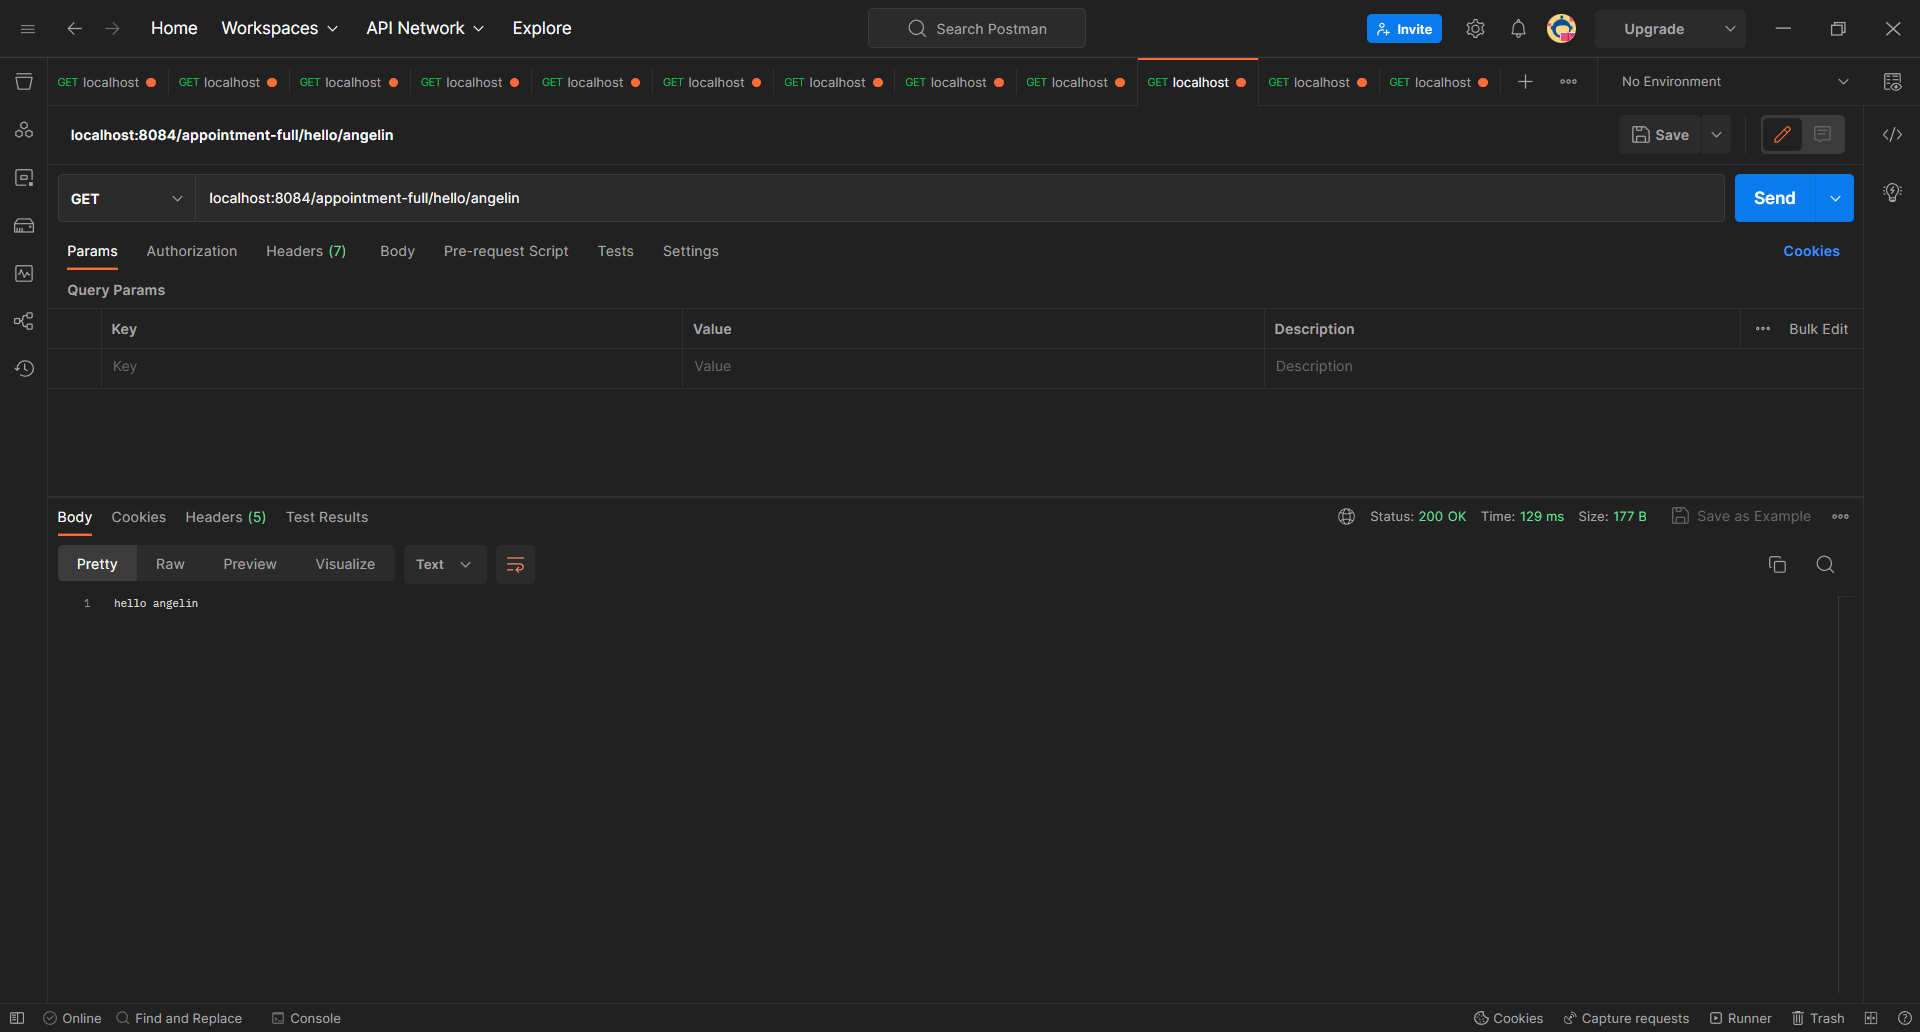 Home Workspaces API Network Explore Search Postman Invite Upgrade
GET localhost GET localhost GET localhost GET localhost GET localhost GET localhost GET localhost GET localhost GET localhost GET localhost GET localhost GET localhost No Environment
localhost:8084/appointment-full/hello/angelin Save
GET localhost:8084/appointment-full/hello/angelin Send
Params Authorization Headers (7) Body Pre-request Script Tests Settings Cookies
Query Params
Key Value Description Bulk Edit
Key Value Description
Body Cookies Headers (5) Test Results Status: 200 OK Time: 129 ms Size: 177 B Save as Example
Pretty Raw Preview Visualize Text
1 hello angelin
Online Find and Replace Console Cookies Capture requests Runner Trash